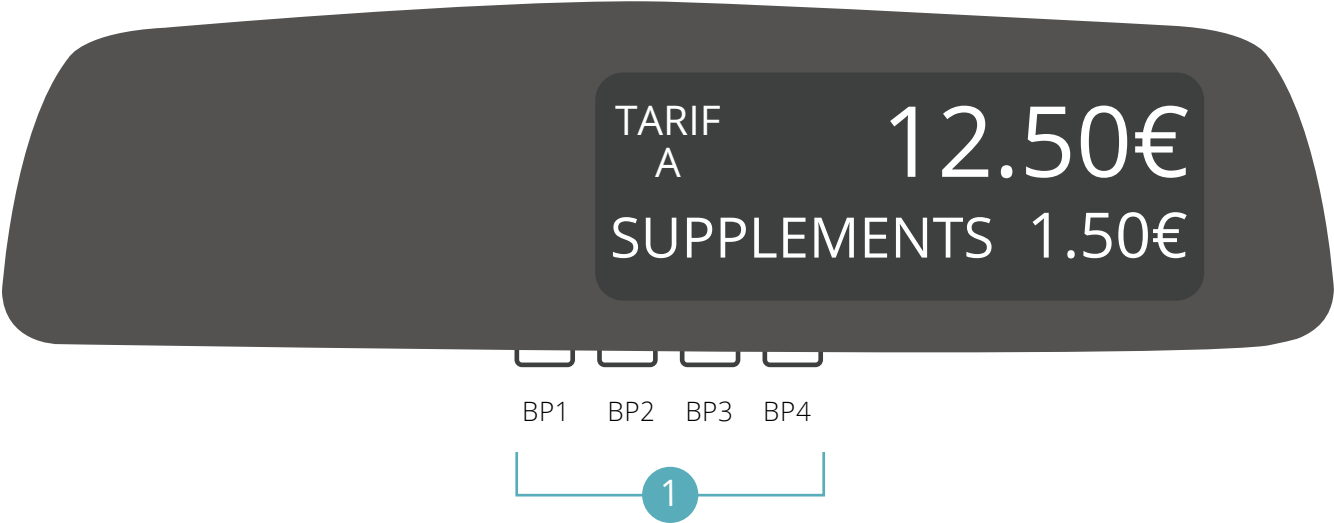 TARIF
A
12.50€
SUPPLEMENTS 1.50€
BP1 BP2 BP3 BP4
1